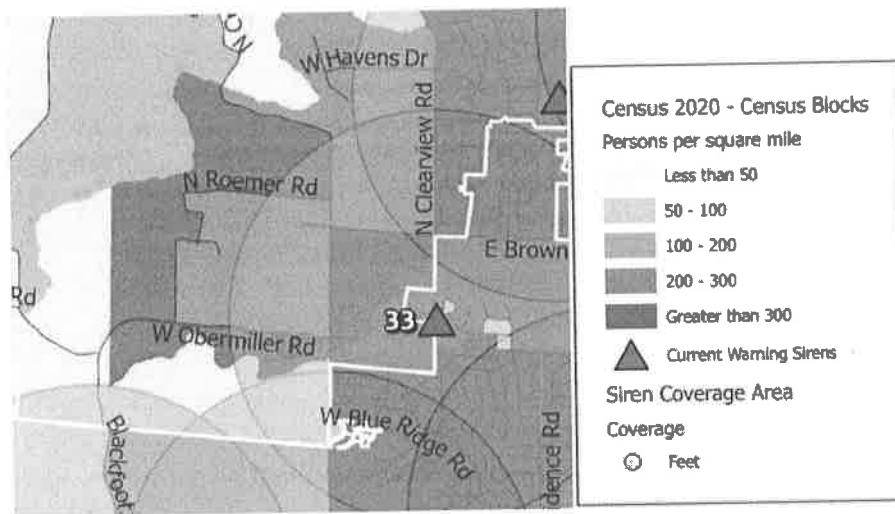 W Havens Dr
N Clearview Rd
N Roemer Rd
E Brown
Rd
33
W Obermiller Rd
W Blue Ridge Rd
Blackfoot
dence Rd
Census 2020 - Census Blocks
Persons per square mile
Less than 50
50 - 100
100 - 200
200 - 300
Greater than 300
Current Warning Sirens
Siren Coverage Area
Coverage
Feet